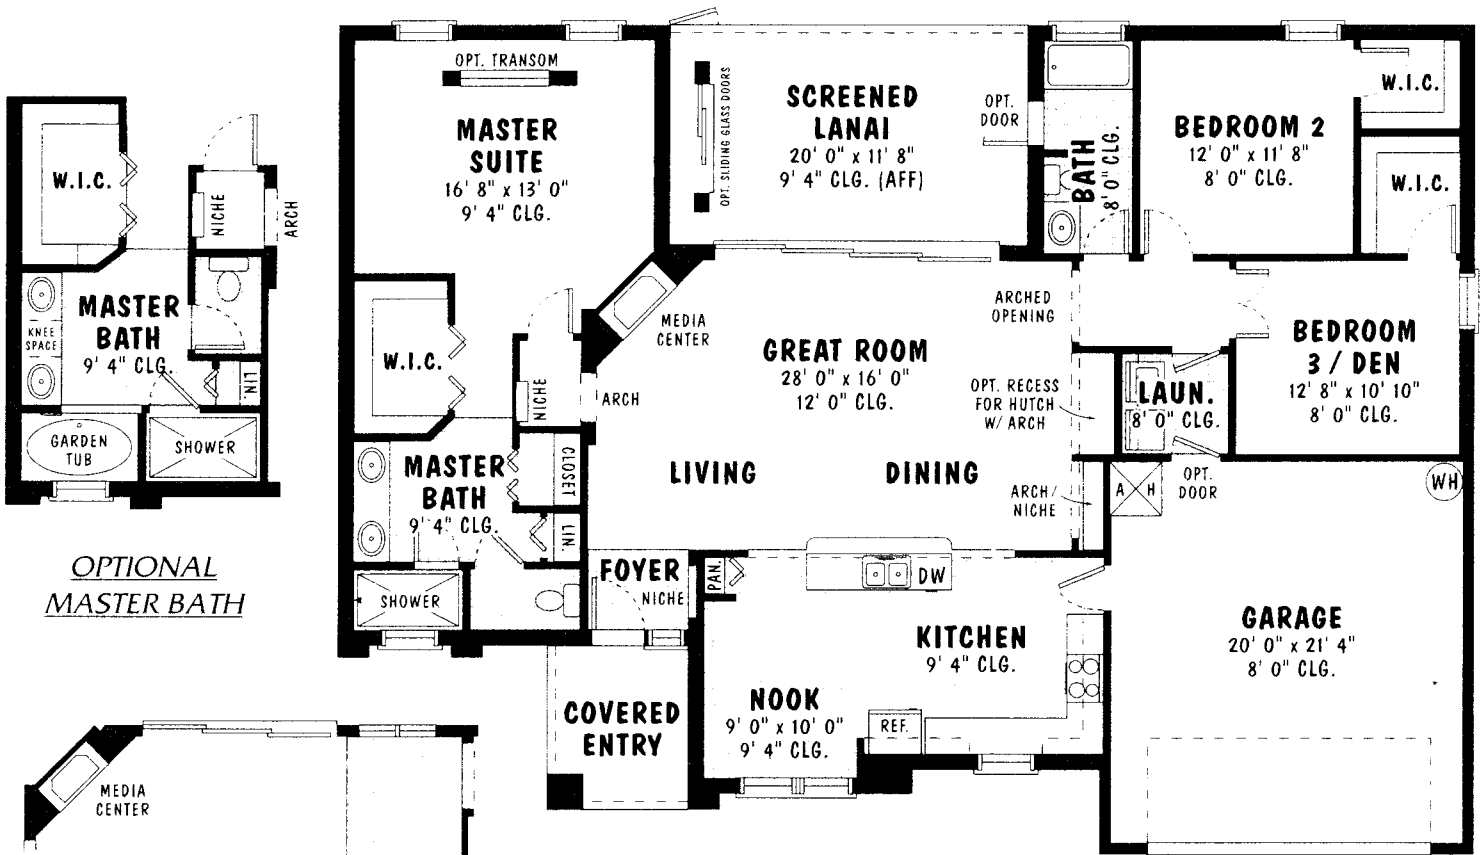 W.I.C.
NICHE
ARCH
MASTER
BATH
9' 4" CLG.
KNEE
SPACE
LIN.
GARDEN
TUB
SHOWER
OPTIONAL
MASTER BATH
MEDIA
CENTER
OPT. TRANSOM
MASTER
SUITE
16' 8" x 13' 0"
9' 4" CLG.
W.I.C.
NICHE
ARCH
MASTER
BATH
9' 4" CLG.
CLOSET
LIN.
SHOWER
OPT. SLIDING GLASS DOORS
SCREENED
LANAI
20' 0" x 11' 8"
9' 4" CLG. (AFF)
OPT.
DOOR
BATH
8' 0" CLG.
BEDROOM 2
12' 0" x 11' 8"
8' 0" CLG.
W.I.C.
W.I.C.
MEDIA
CENTER
GREAT ROOM
28' 0" x 16' 0"
12' 0" CLG.
ARCHED
OPENING
OPT. RECESS
FOR HUTCH
W/ ARCH
LIVING
DINING
ARCH/
NICHE
BEDROOM
3 / DEN
12' 8" x 10' 10"
8' 0" CLG.
LAUN.
8' 0" CLG.
A H
OPT.
DOOR
WH
FOYER
NICHE
PAN.
DW
KITCHEN
9' 4" CLG.
NOOK
9' 0" x 10' 0"
9' 4" CLG.
REF.
COVERED
ENTRY
GARAGE
20' 0" x 21' 4"
8' 0" CLG.